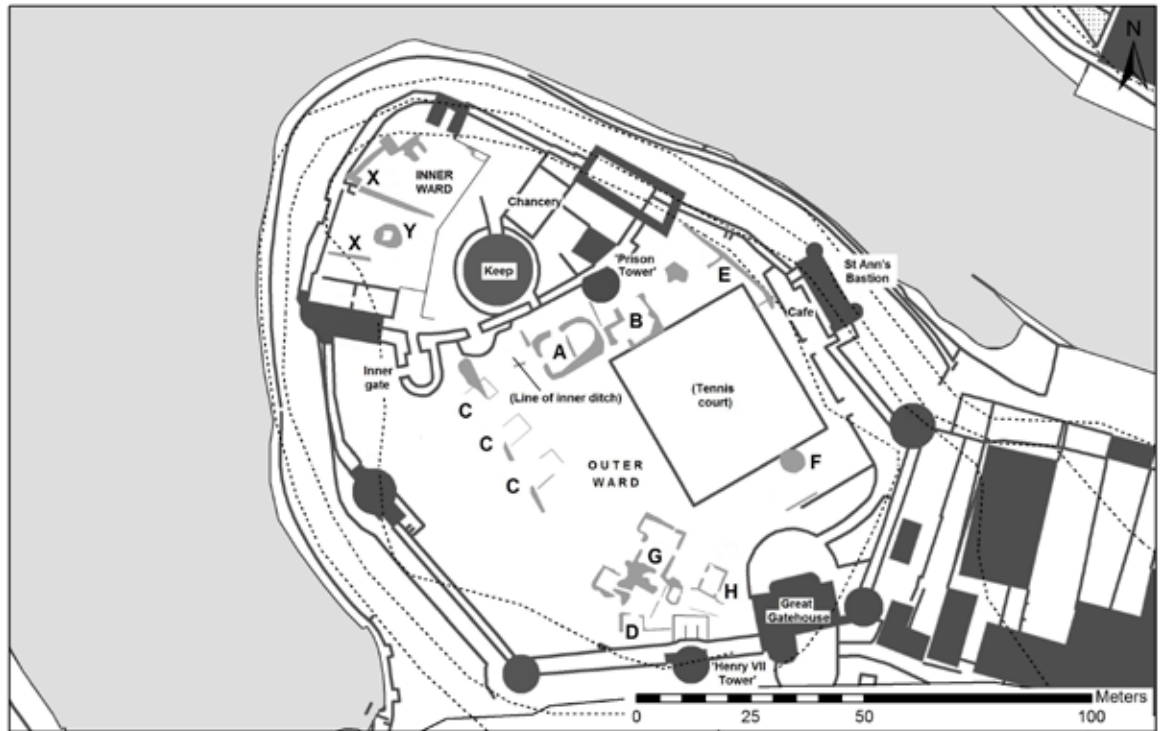 N
X
INNER
WARD
Chancery
X
Y
Keep
'Prison
Tower'
E
St Ann's
Bastion
Cafe
B
A
Inner
gate
(Line of inner ditch)
(Tennis
court)
C
C
C
OUTER
WARD
F
G
H
Great
Gatehouse
D
'Henry VII
Tower'
Meters
0 25 50 100